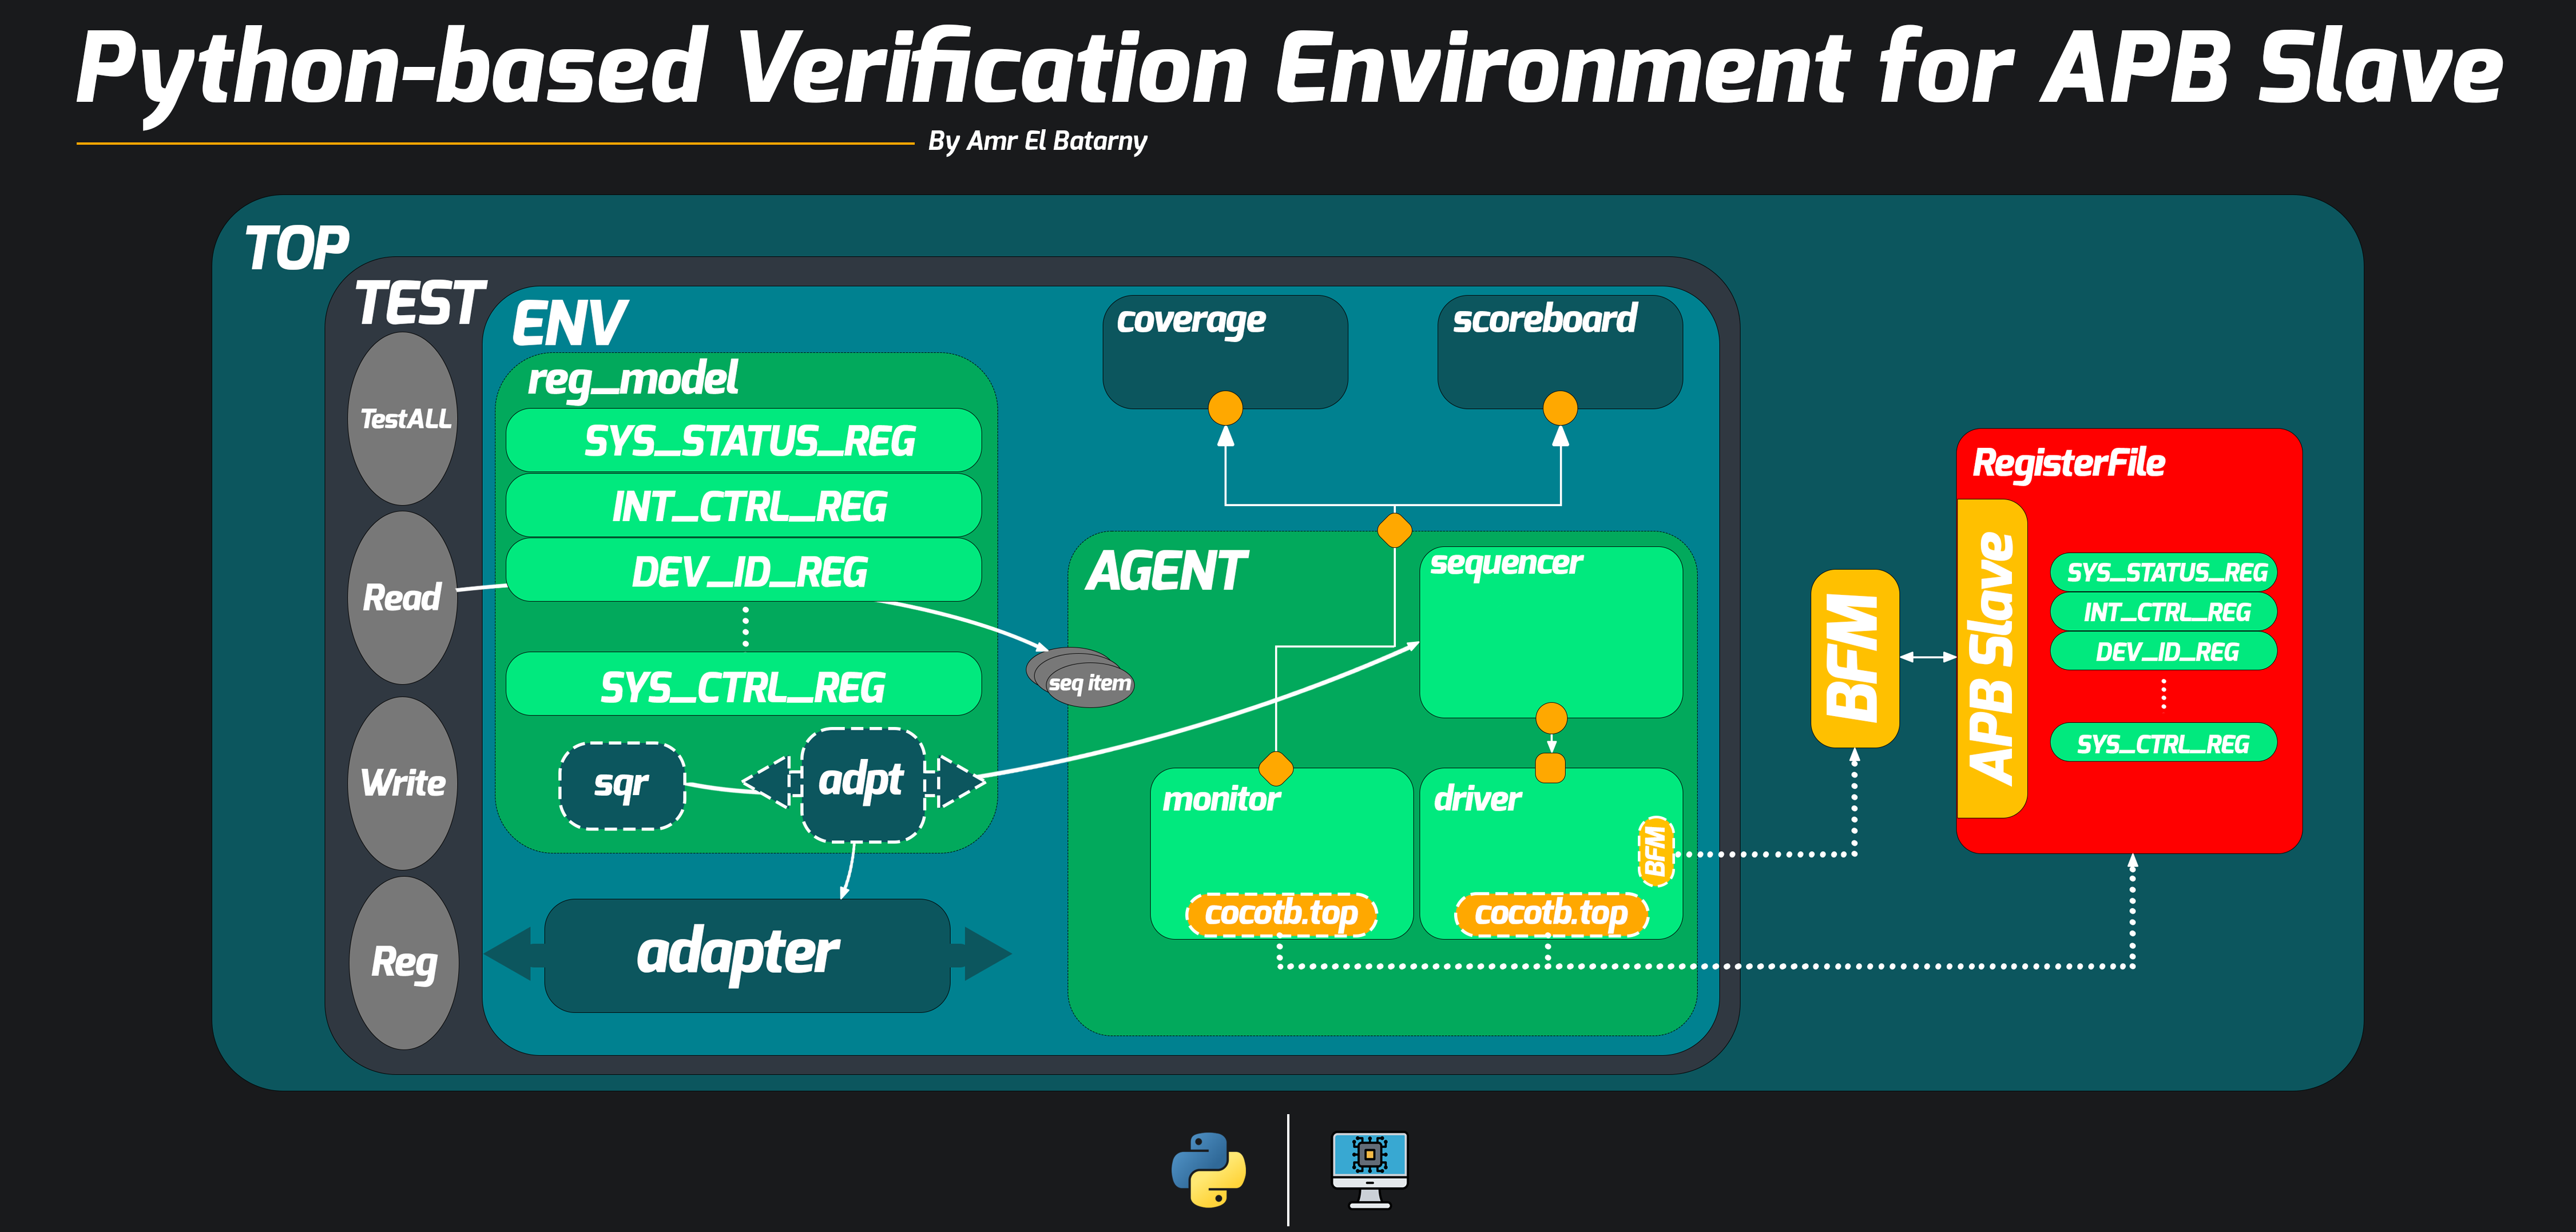 Python-based Verification Environment for APB Slave
By Amr El Batarny
TOP
TEST
TestALL
Read
Write
Reg
ENV
reg_model
SYS_STATUS_REG
INT_CTRL_REG
DEV_ID_REG
SYS_CTRL_REG
sqr
adpt
adapter
seq item
coverage
scoreboard
AGENT
sequencer
monitor
cocotb.top
driver
BFM
cocotb.top
BFM
RegisterFile
APB Slave
SYS_STATUS_REG
INT_CTRL_REG
DEV_ID_REG
SYS_CTRL_REG